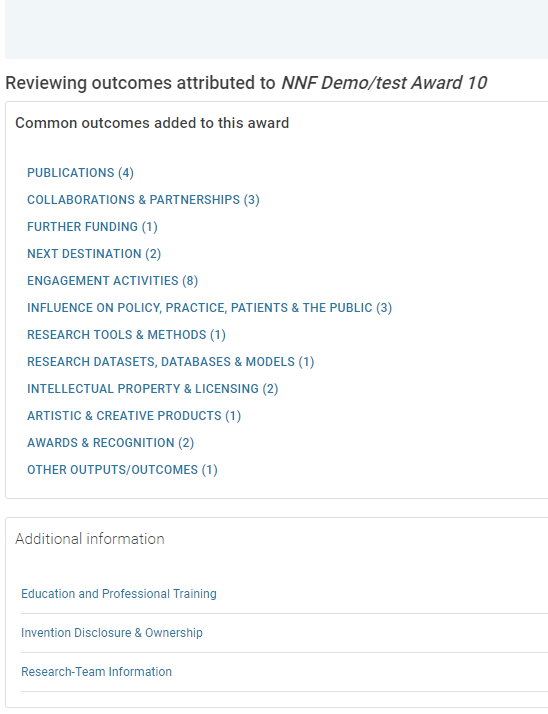 Reviewing outcomes attributed to NNF Demo/test Award 10
Common outcomes added to this award
PUBLICATIONS (4)
COLLABORATIONS & PARTNERSHIPS (3)
FURTHER FUNDING (1)
NEXT DESTINATION (2)
ENGAGEMENT ACTIVITIES (8)
INFLUENCE ON POLICY, PRACTICE, PATIENTS & THE PUBLIC (3)
RESEARCH TOOLS & METHODS (1)
RESEARCH DATASETS, DATABASES & MODELS (1)
INTELLECTUAL PROPERTY & LICENSING (2)
ARTISTIC & CREATIVE PRODUCTS (1)
AWARDS & RECOGNITION (2)
OTHER OUTPUTS/OUTCOMES (1)
Additional information
Education and Professional Training
Invention Disclosure & Ownership
Research-Team Information